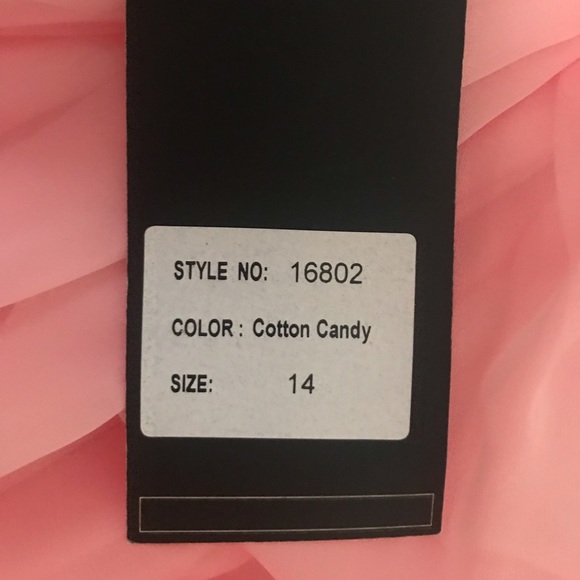 STYLE NO: 16802
COLOR : Cotton Candy
SIZE: 14